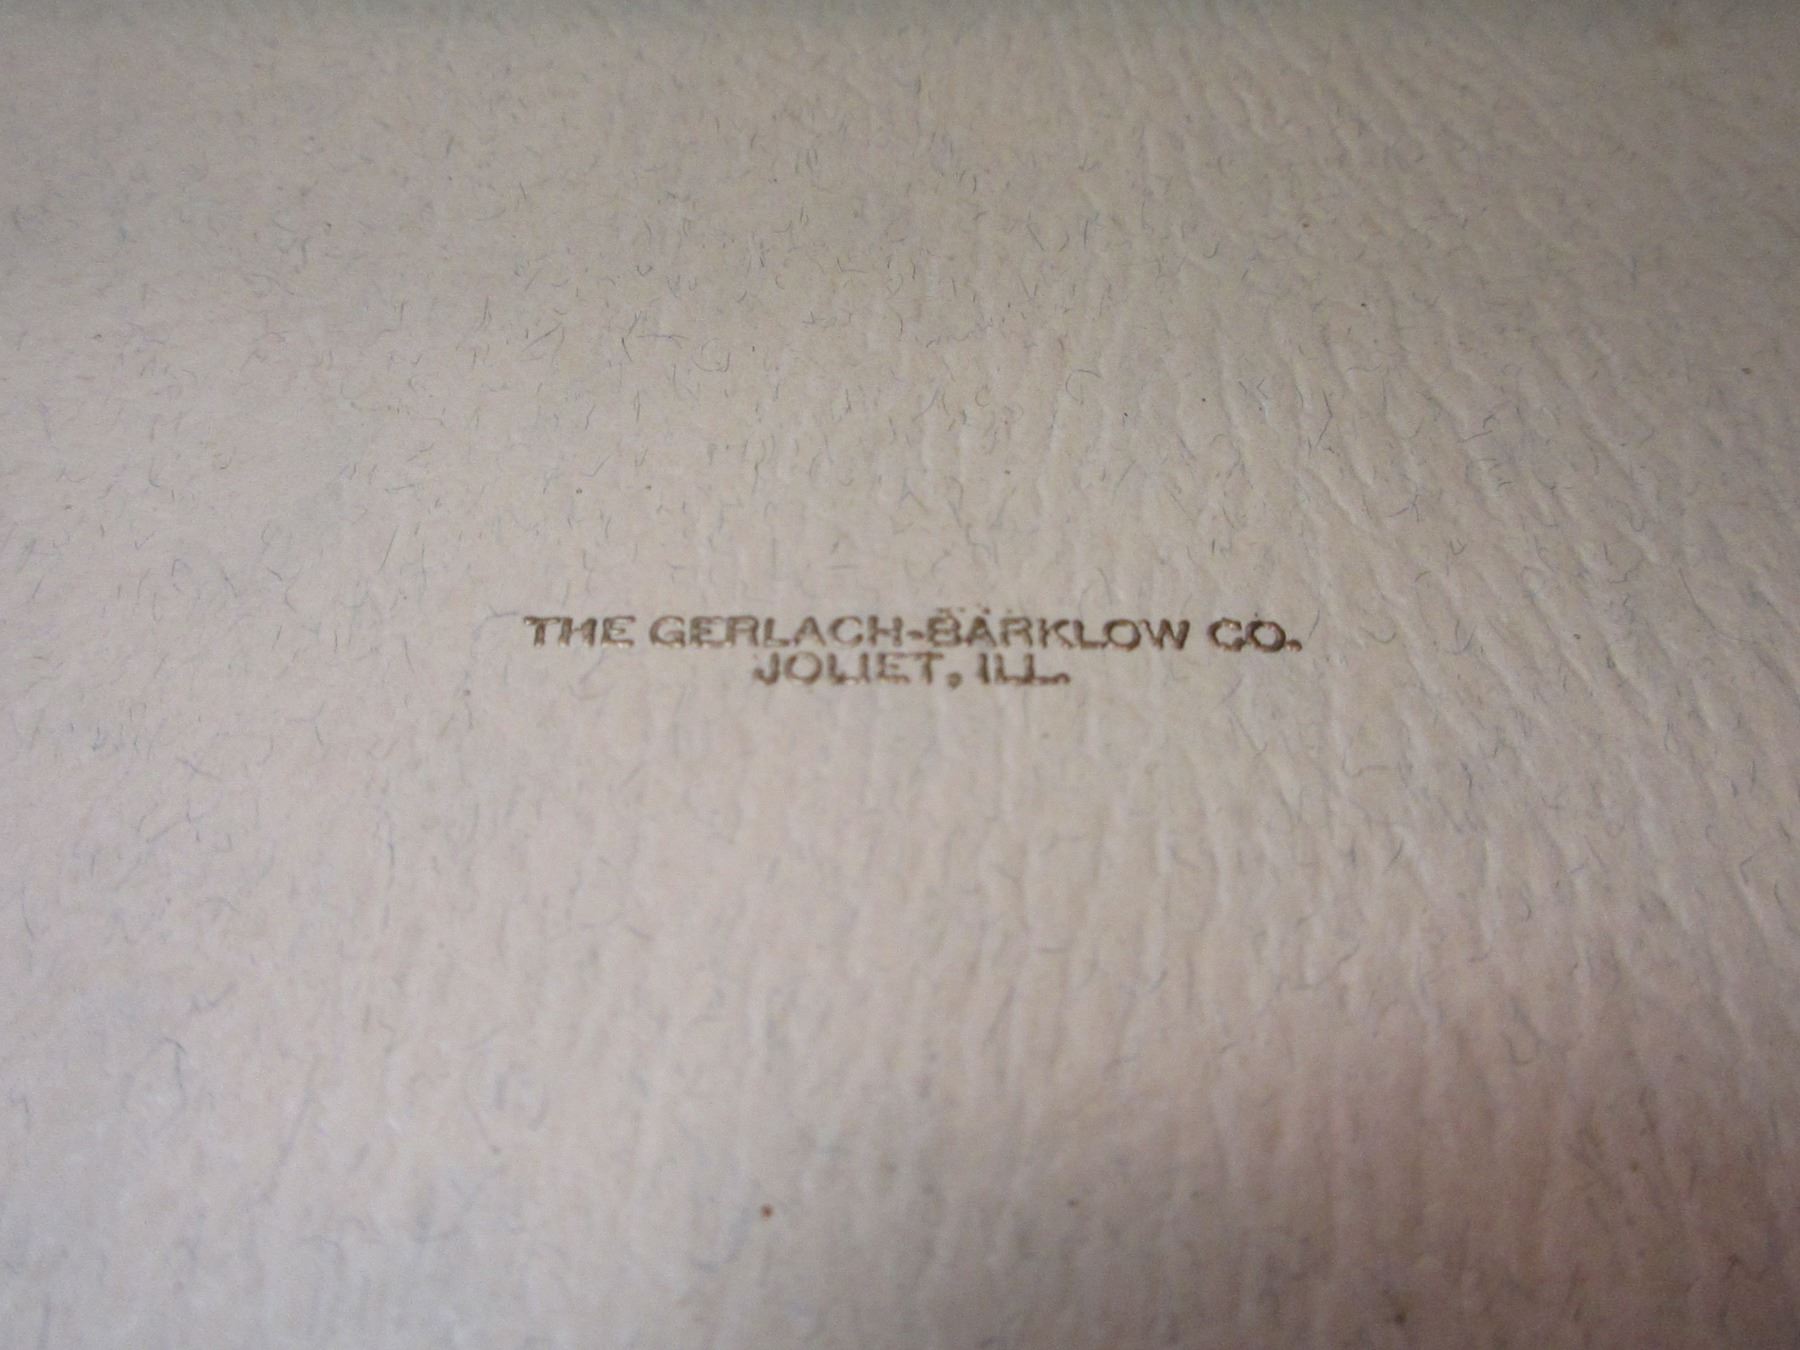 THE GERLACH-BARKLOW CO.
JOLIET, ILL.